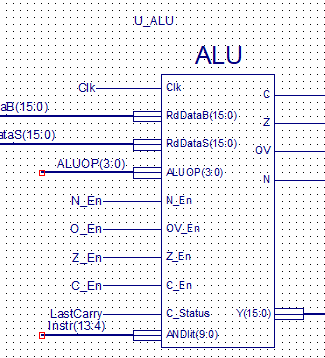 U_ALU
ALU
Clk Clk C
aB(15:0) RdDataB(15:0) Z
ataS(15:0) RdDataS(15:0) OV
ALUOP(3:0) ALUOP(3:0) N
N_En N_En
O_En OV_En
Z_En Z_En
C_En C_En
LastCarry C_Status Y(15:0)
Instr(13:4) ANDlit(9:0)